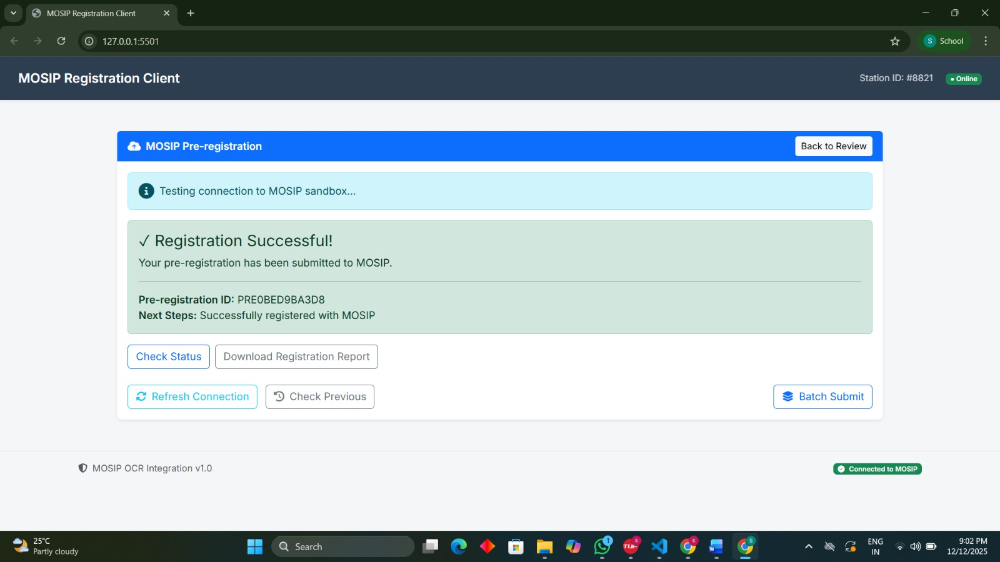 MOSIP Registration Client
127.0.0.1:5501
S School
MOSIP Registration Client
Station ID: #8821
Online
MOSIP Pre-registration
Back to Review
Testing connection to MOSIP sandbox...
✓ Registration Successful!
Your pre-registration has been submitted to MOSIP.
Pre-registration ID: PRE0BED9BA3D8
Next Steps: Successfully registered with MOSIP
Check Status
Download Registration Report
Refresh Connection
Check Previous
Batch Submit
MOSIP OCR Integration v1.0
Connected to MOSIP
25°C
Partly cloudy
Search
1
S
S
S
ENG
IN
9:02 PM
12/12/2025